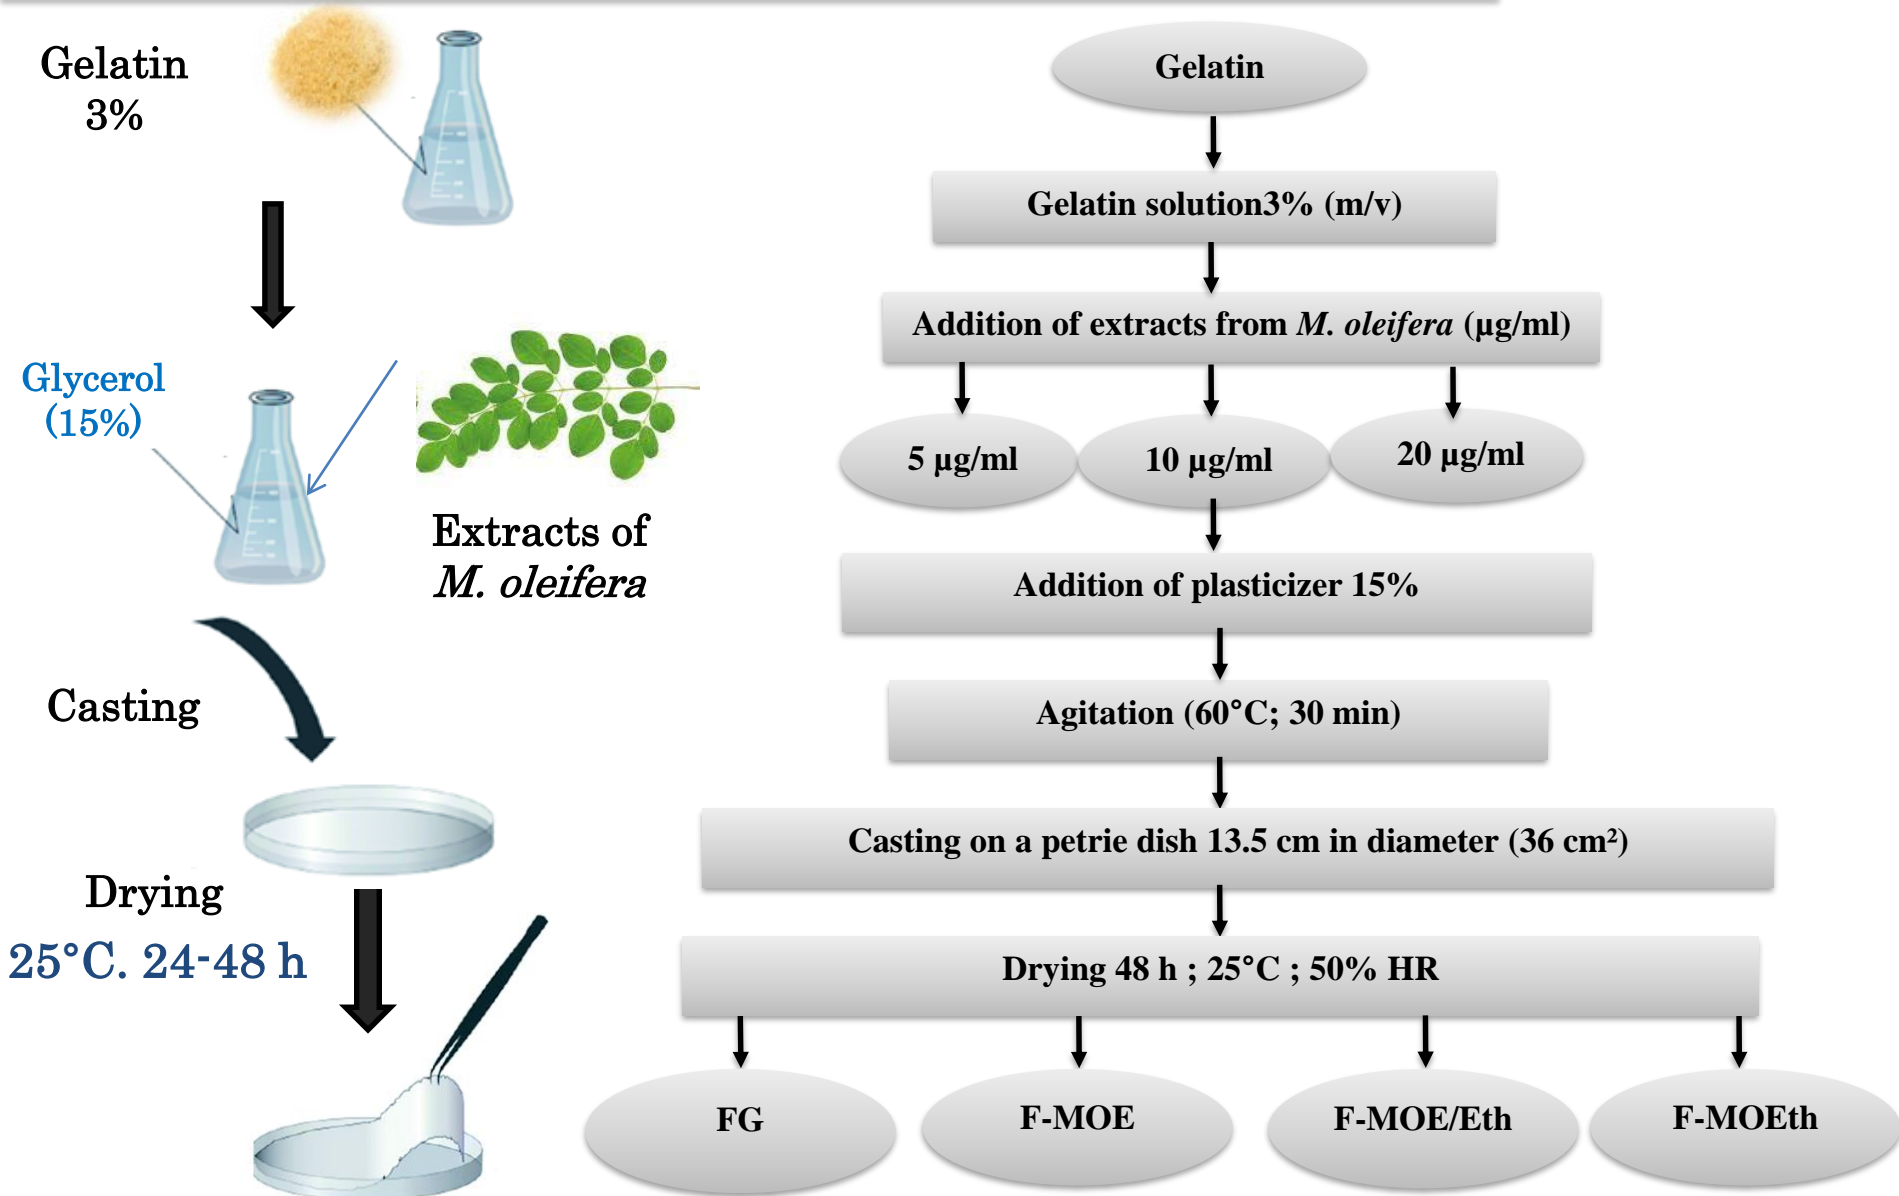 Gelatin
3%
Glycerol
(15%)
Extracts of
M. oleifera
Casting
Drying
25°C. 24-48 h
Gelatin
Gelatin solution3% (m/v)
Addition of extracts from M. oleifera (µg/ml)
5 µg/ml
10 µg/ml
20 µg/ml
Addition of plasticizer 15%
Agitation (60°C; 30 min)
Casting on a petrie dish 13.5 cm in diameter (36 cm²)
Drying 48 h ; 25°C ; 50% HR
FG
F-MOE
F-MOE/Eth
F-MOEth